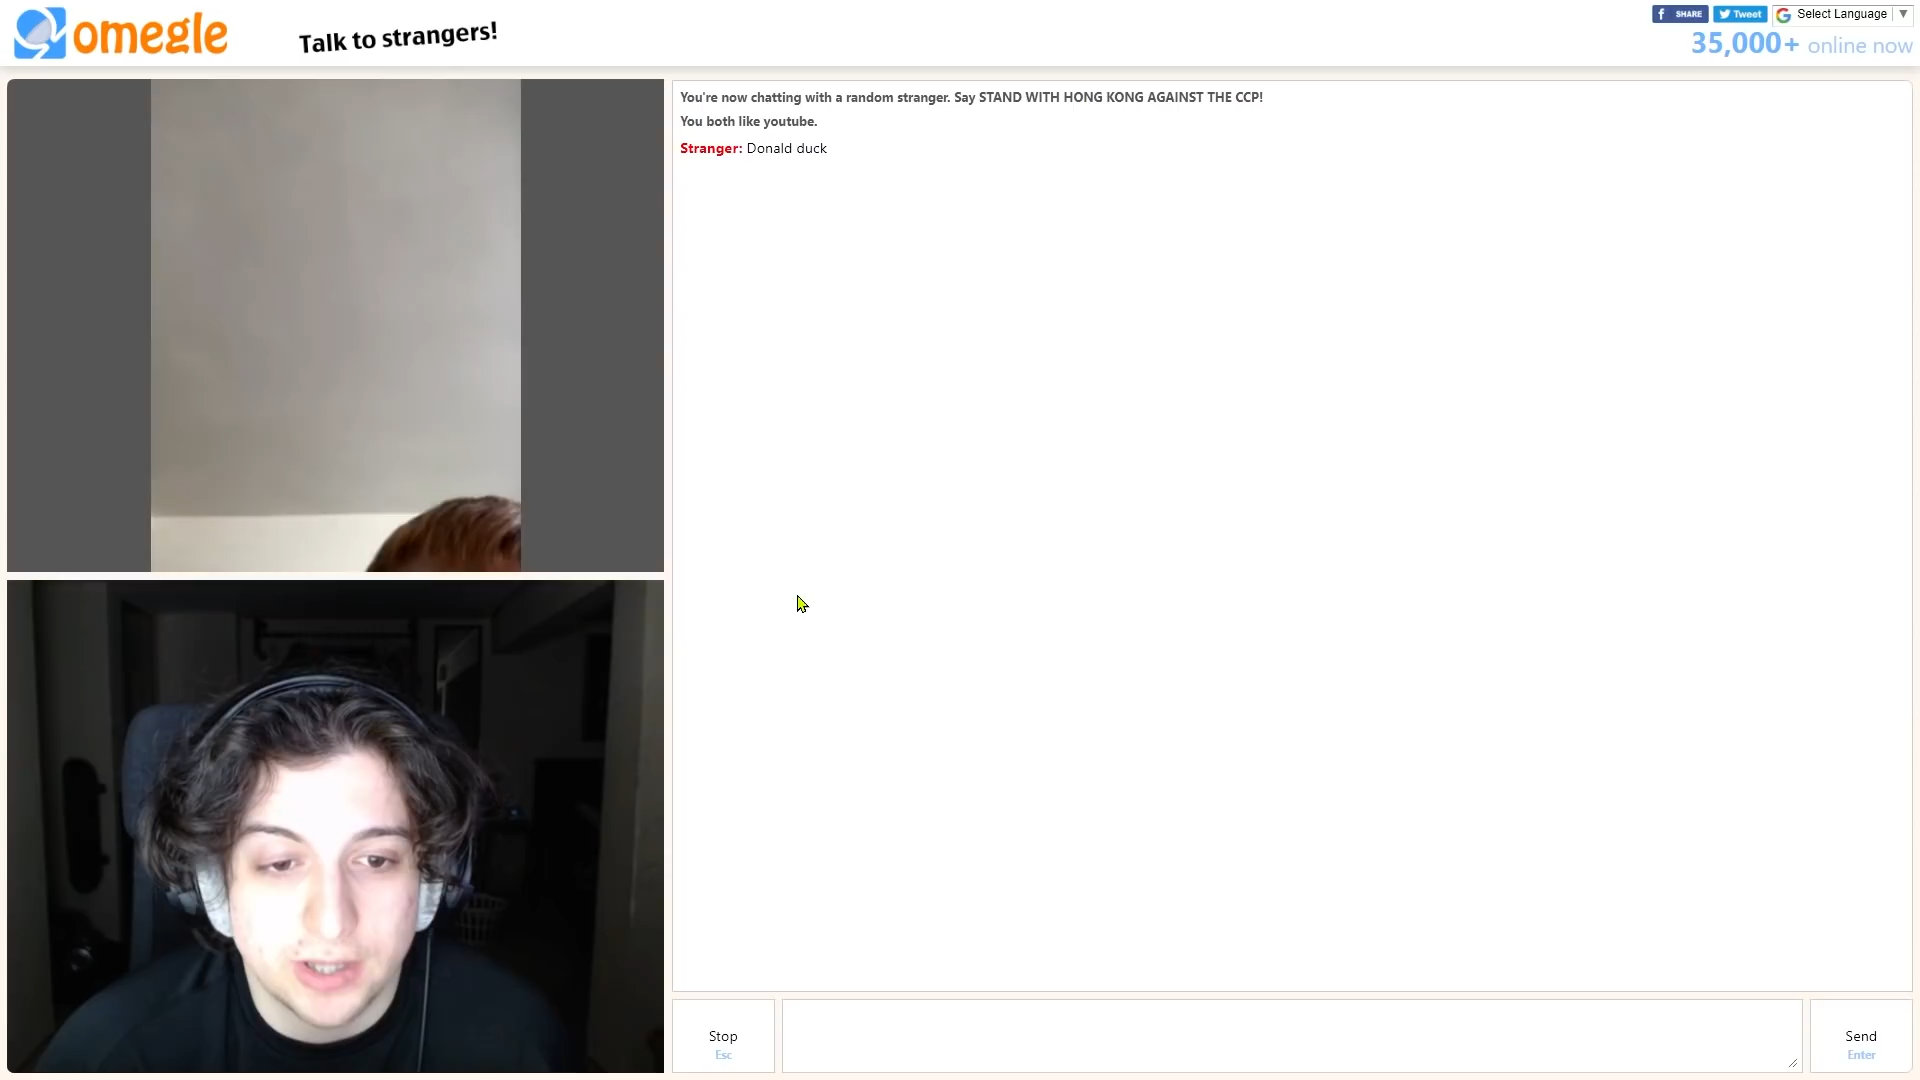 omegle
Talk to strangers!
SHARE
Tweet
Select Language
35,000+ online now
You're now chatting with a random stranger. Say STAND WITH HONG KONG AGAINST THE CCP!
You both like youtube.
Stranger: Donald duck
Stop
Esc
Send
Enter